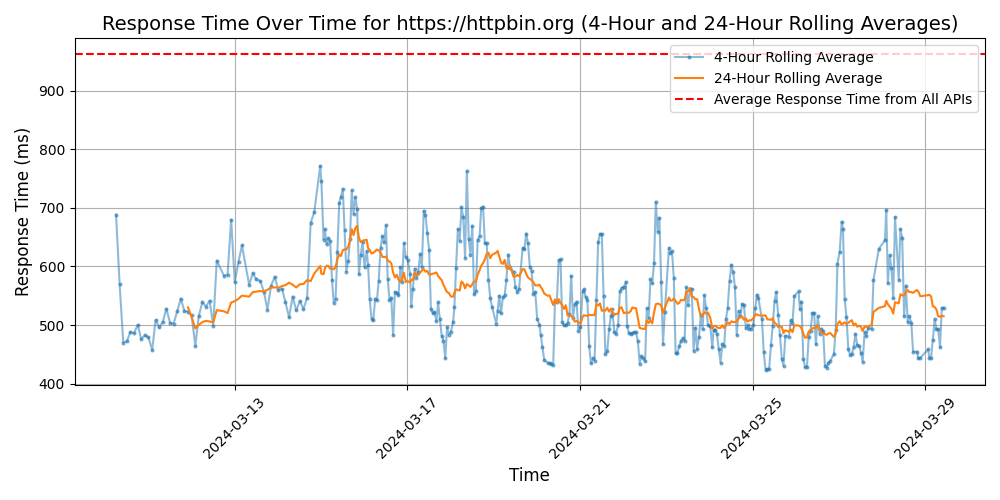 Response Time Over Time for https://httpbin.org (4-Hour and 24-Hour Rolling Averages)
4-Hour Rolling Average
24-Hour Rolling Average
Average Response Time from All APIs
Response Time (ms)
900
800
700
600
500
400
2024-03-13
2024-03-17
2024-03-21
2024-03-25
2024-03-29
Time